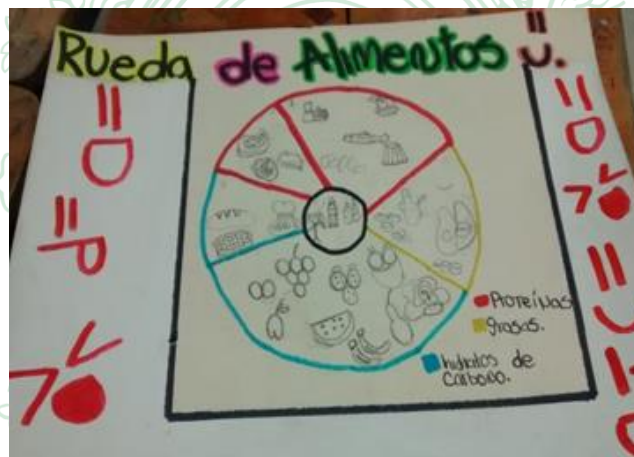 Rueda de Alimentos =).
=D
=P
Proteínas
grasas.
hidratos de
carbono.
=D